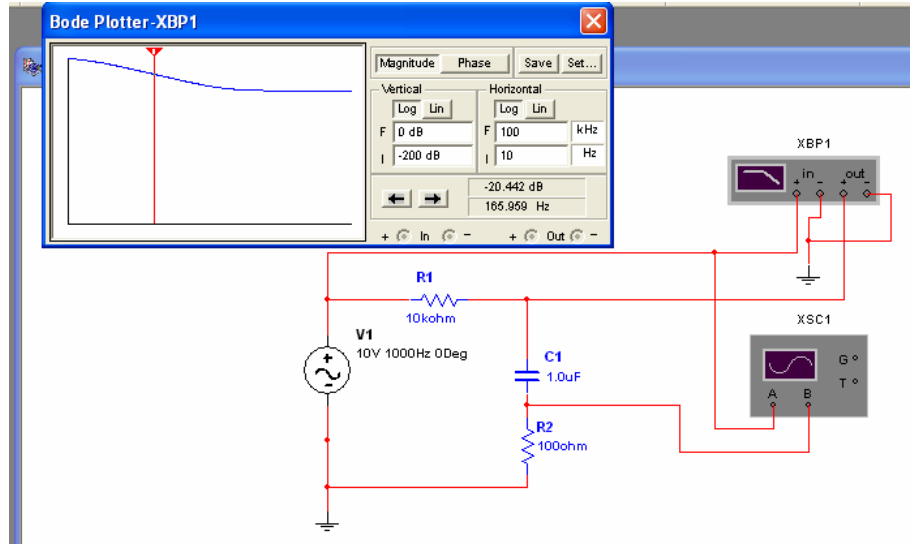 Bode Plotter-XBP1
Magnitude Phase Save Set...
Vertical Horizontal
Log Lin Log Lin
F 0 dB F 100 kHz
I -200 dB I 10 Hz
-20.442 dB
165.959 Hz
+ In - + Out -
XBP1
in out
+ - + -
R1
10kohm
XSC1
V1
10V 1000Hz 0Deg
+
-
C1
1.0uF
G
T
A B
R2
100ohm